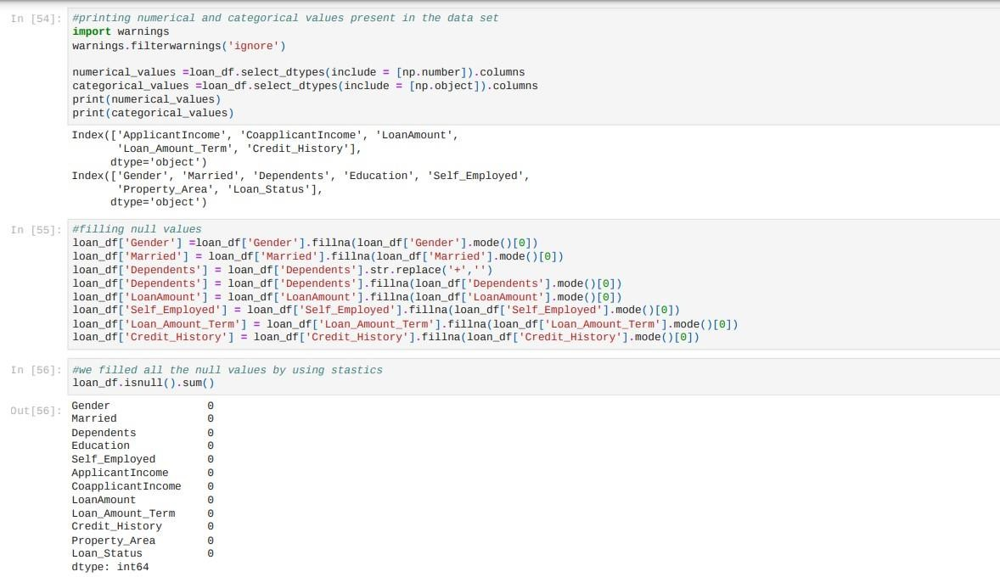 In [54]: #printing numerical and categorical values present in the data set
import warnings
warnings.filterwarnings('ignore')
numerical_values =loan_df.select_dtypes(include = [np.number]).columns
categorical_values =loan_df.select_dtypes(include = [np.object]).columns
print(numerical_values)
print(categorical_values)
Index(['ApplicantIncome', 'CoapplicantIncome', 'LoanAmount',
'Loan_Amount_Term', 'Credit_History'],
dtype='object')
Index(['Gender', 'Married', 'Dependents', 'Education', 'Self_Employed',
'Property_Area', 'Loan_Status'],
dtype='object')
In [55]: #filling null values
loan_df['Gender'] =loan_df['Gender'].fillna(loan_df['Gender'].mode()[0])
loan_df['Married'] = loan_df['Married'].fillna(loan_df['Married'].mode()[0])
loan_df['Dependents'] = loan_df['Dependents'].str.replace('+','')
loan_df['Dependents'] = loan_df['Dependents'].fillna(loan_df['Dependents'].mode()[0])
loan_df['LoanAmount'] = loan_df['LoanAmount'].fillna(loan_df['LoanAmount'].mode()[0])
loan_df['Self_Employed'] = loan_df['Self_Employed'].fillna(loan_df['Self_Employed'].mode()[0])
loan_df['Loan_Amount_Term'] = loan_df['Loan_Amount_Term'].fillna(loan_df['Loan_Amount_Term'].mode()[0])
loan_df['Credit_History'] = loan_df['Credit_History'].fillna(loan_df['Credit_History'].mode()[0])
In [56]: #we filled all the null values by using stastics
loan_df.isnull().sum()
Out[56]: Gender 0
Married 0
Dependents 0
Education 0
Self_Employed 0
ApplicantIncome 0
CoapplicantIncome 0
LoanAmount 0
Loan_Amount_Term 0
Credit_History 0
Property_Area 0
Loan_Status 0
dtype: int64